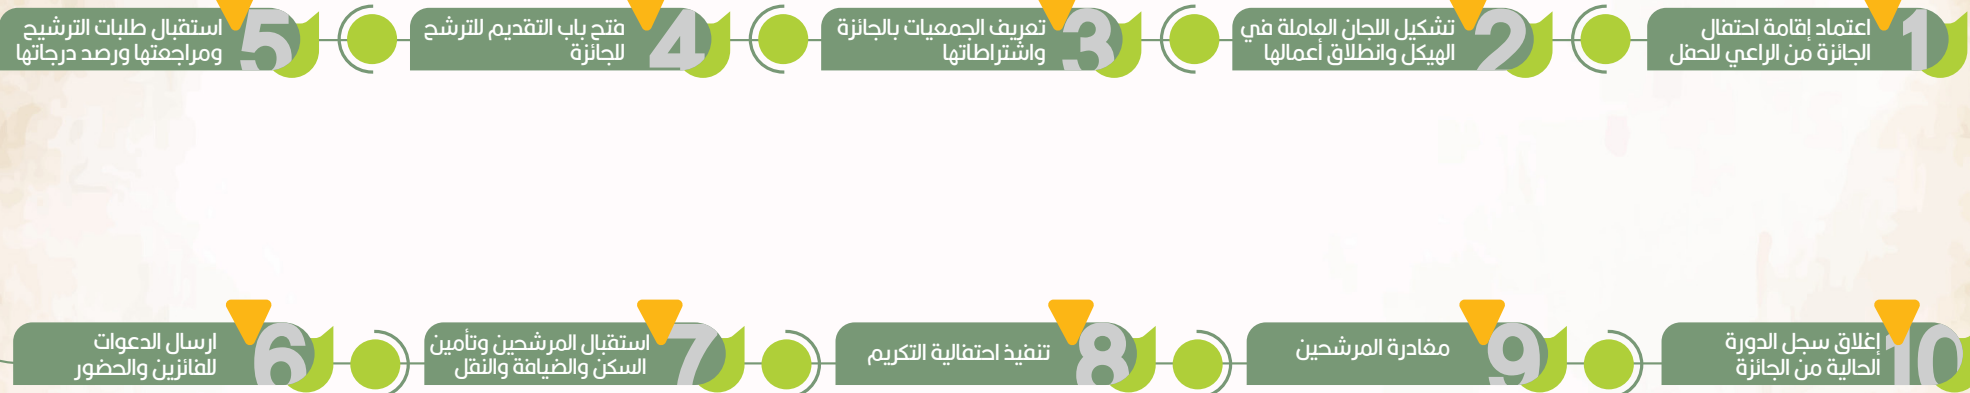 1
اعتماد إقامة احتفال
الجائزة من الراعي للحفل
2
تشكيل اللجان العاملة في
الهيكل وانطلاق أعمالها
3
تعريف الجمعيات بالجائزة
واشتراطاتها
4
فتح باب التقديم للترشح
للجائزة
5
استقبال طلبات الترشيح
ومراجعتها ورصد درجاتها
6
ارسال الدعوات
للفائزين والحضور
7
استقبال المرشحين وتأمين
السكن والضيافة والنقل
8
تنفيذ احتفالية التكريم
9
مغادرة المرشحين
10
إغلاق سجل الدورة
الحالية من الجائزة